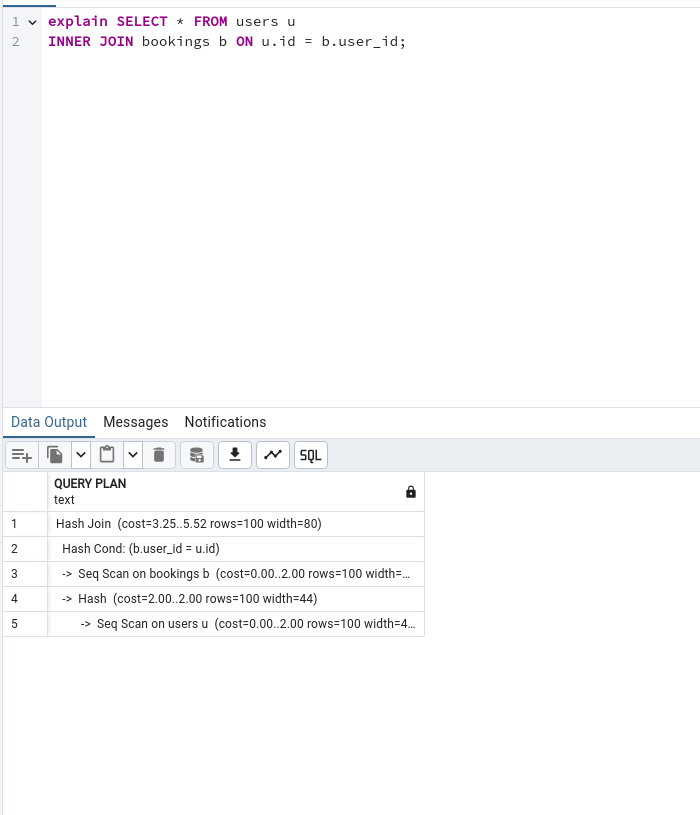 1 explain SELECT * FROM users u
2 INNER JOIN bookings b ON u.id = b.user_id;
Data Output Messages Notifications
SQL
QUERY PLAN
text
1 Hash Join (cost=3.25..5.52 rows=100 width=80)
2 Hash Cond: (b.user_id = u.id)
3 -> Seq Scan on bookings b (cost=0.00..2.00 rows=100 width=...
4 -> Hash (cost=2.00..2.00 rows=100 width=44)
5 -> Seq Scan on users u (cost=0.00..2.00 rows=100 width=4...